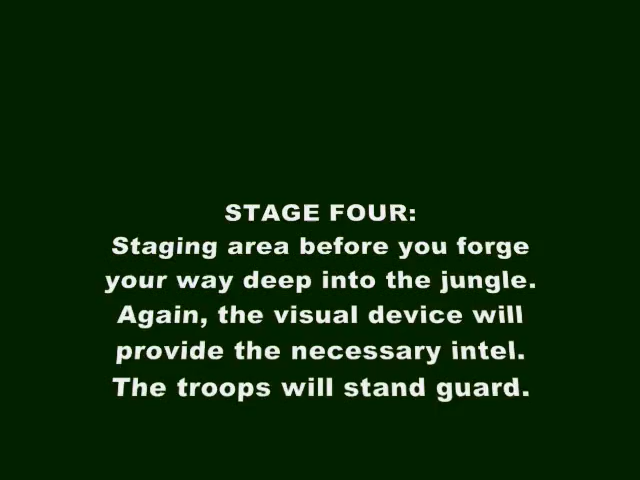 STAGE FOUR:
Staging area before you forge
your way deep into the jungle.
Again, the visual device will
provide the necessary intel.
The troops will stand guard.